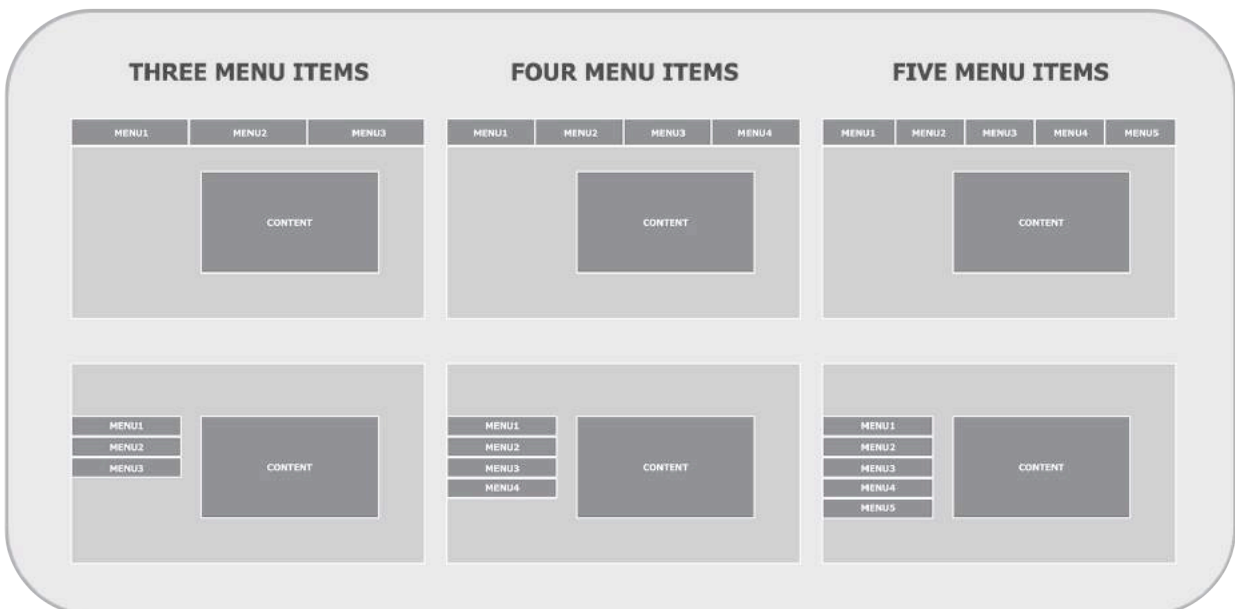 THREE MENU ITEMS
MENU1 MENU2 MENU3
CONTENT
MENU1
MENU2
MENU3
CONTENT
FOUR MENU ITEMS
MENU1 MENU2 MENU3 MENU4
CONTENT
MENU1
MENU2
MENU3
MENU4
CONTENT
FIVE MENU ITEMS
MENU1 MENU2 MENU3 MENU4 MENU5
CONTENT
MENU1
MENU2
MENU3
MENU4
MENU5
CONTENT